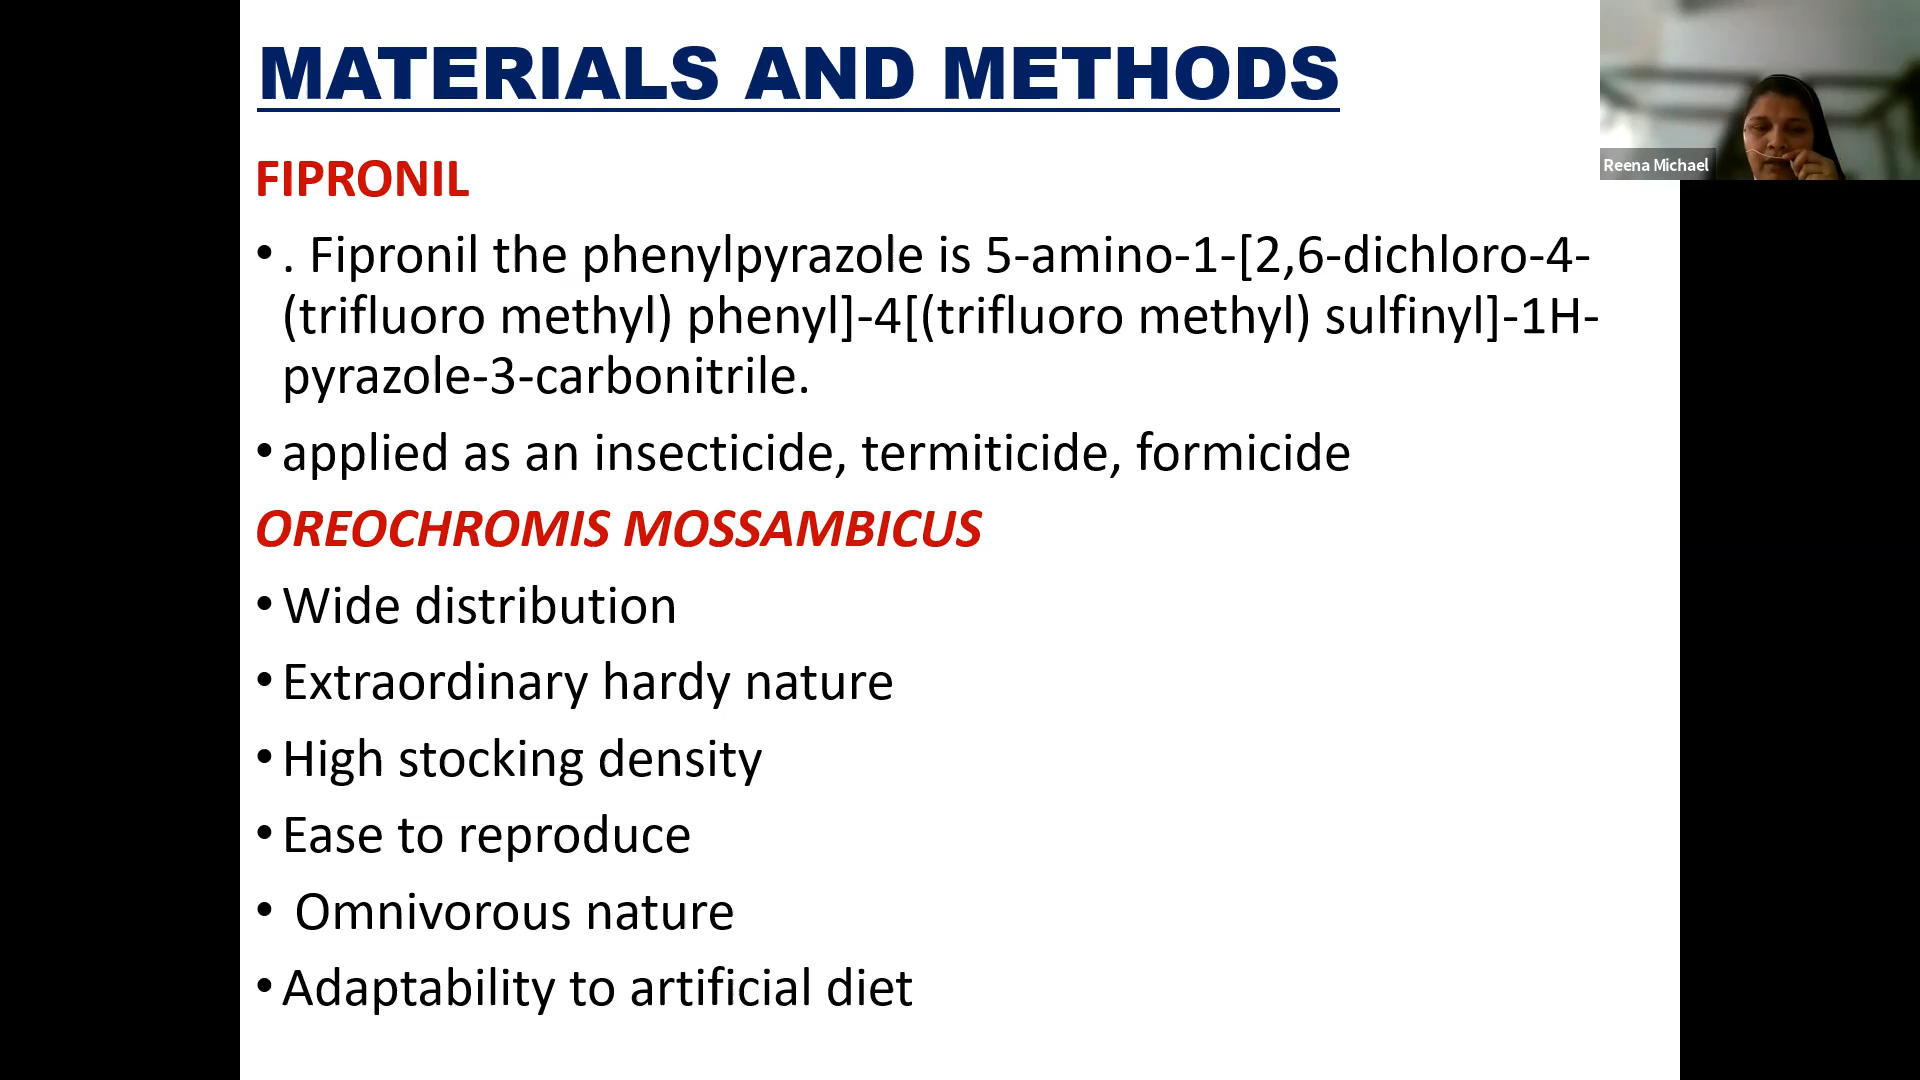 MATERIALS AND METHODS
Reena Michael
FIPRONIL
• . Fipronil the phenylpyrazole is 5-amino-1-[2,6-dichloro-4-
(trifluoro methyl) phenyl]-4[(trifluoro methyl) sulfinyl]-1H-
pyrazole-3-carbonitrile.
• applied as an insecticide, termiticide, formicide
OREOCHROMIS MOSSAMBICUS
• Wide distribution
• Extraordinary hardy nature
• High stocking density
• Ease to reproduce
• Omnivorous nature
• Adaptability to artificial diet